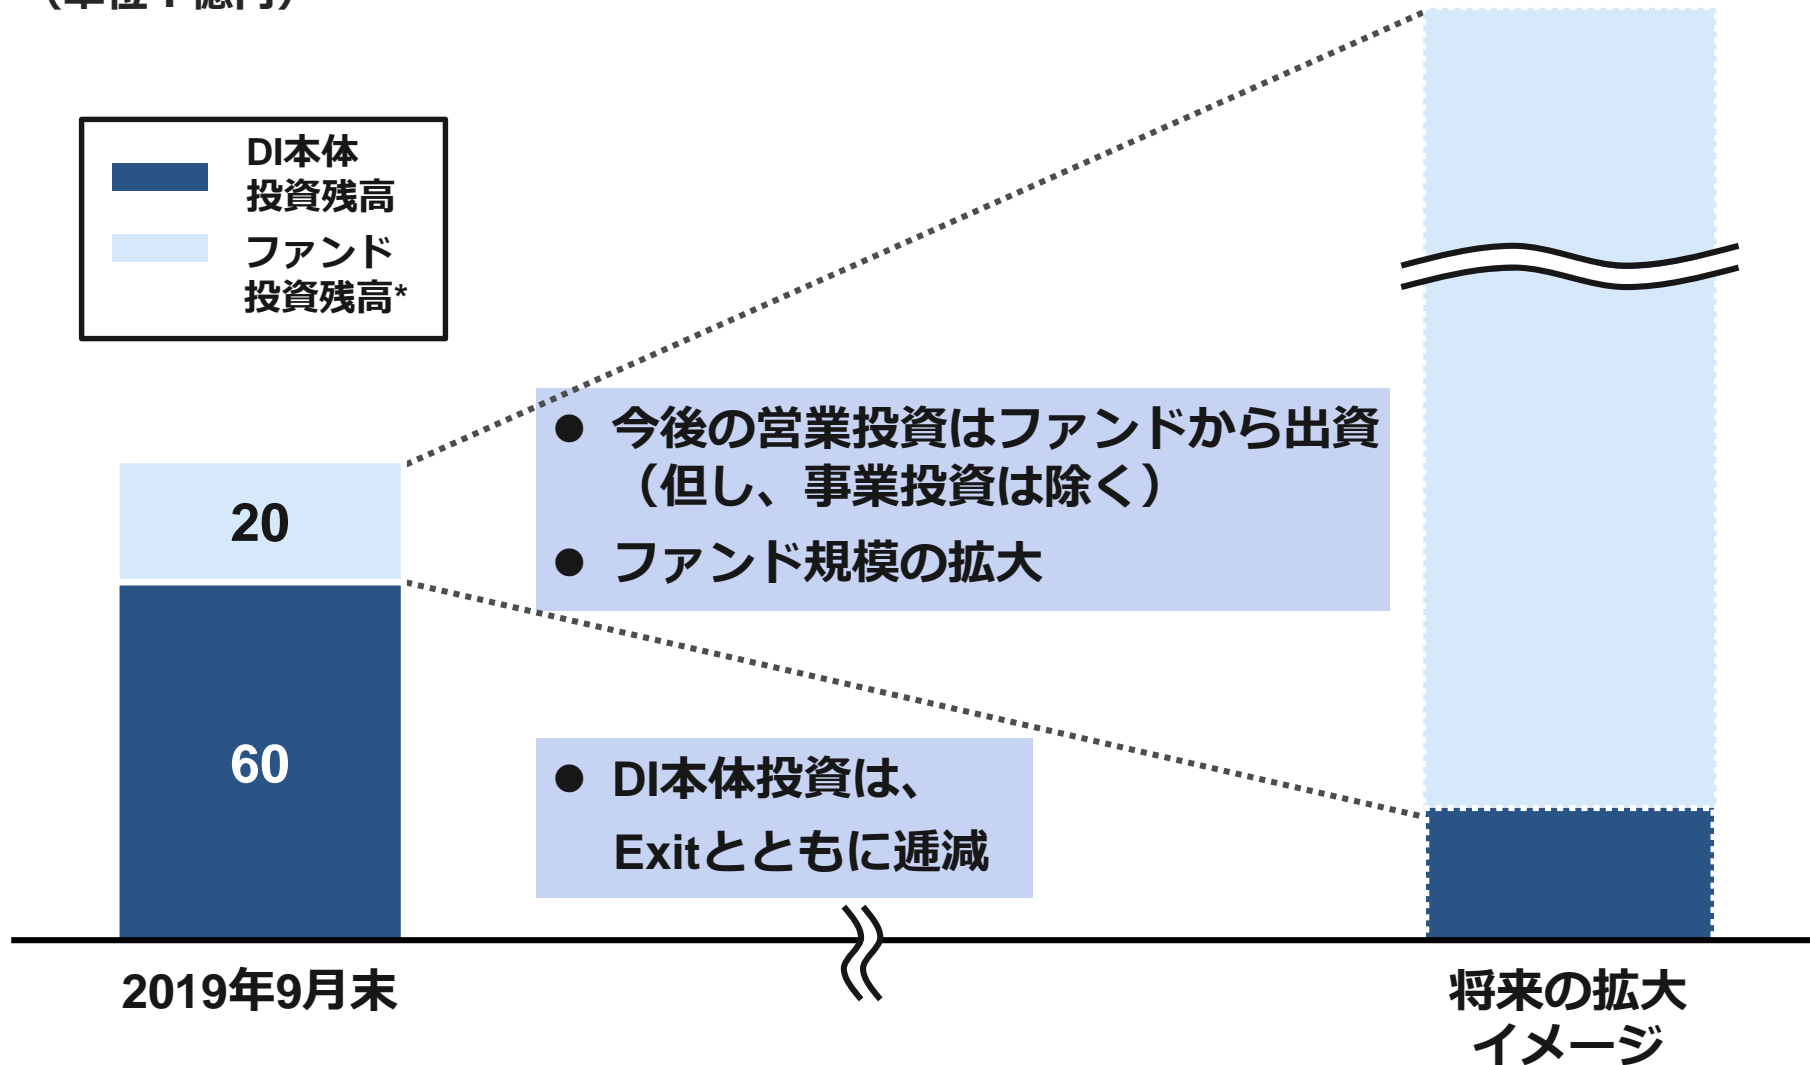 （単位：億円）
DI本体
投資残高
ファンド
投資残高*
今後の営業投資はファンドから出資
（但し、事業投資は除く）
ファンド規模の拡大
20
60
DI本体投資は、
Exitとともに逓減
2019年9月末
将来の拡大
イメージ